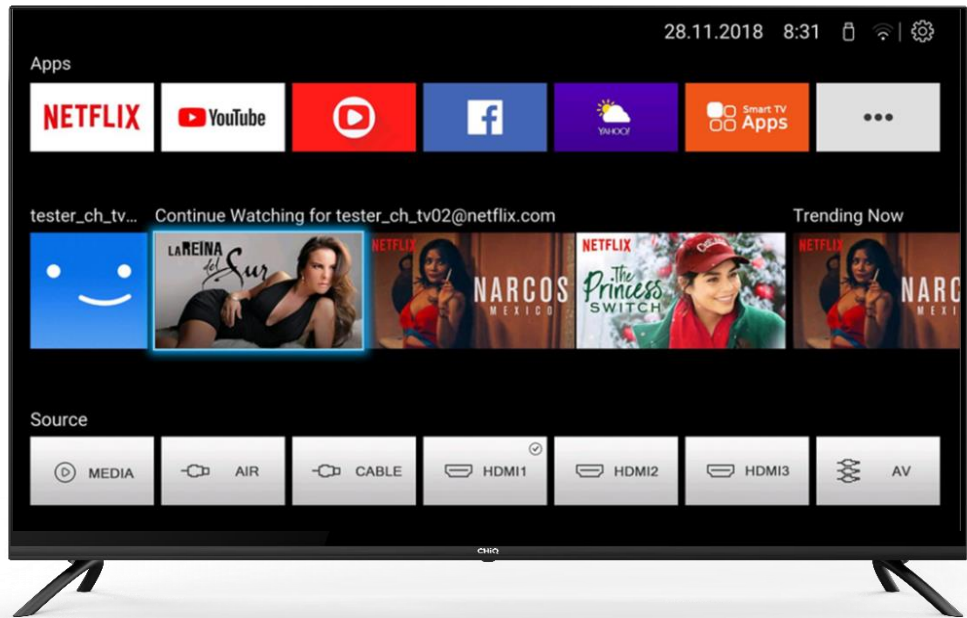 28.11.2018 8:31
Apps
NETFLIX
YouTube
YAHOO!
Smart TV
Apps
tester_ch_tv...
Continue Watching for tester_ch_tv02@netflix.com
Trending Now
LA REINA
del Sur
NETFLIX
NARCOS
MEXICO
NETFLIX
The
Princess
SWITCH
NETFLIX
NARC
MEXI
Source
MEDIA
AIR
CABLE
HDMI1
HDMI2
HDMI3
AV
CHiQ